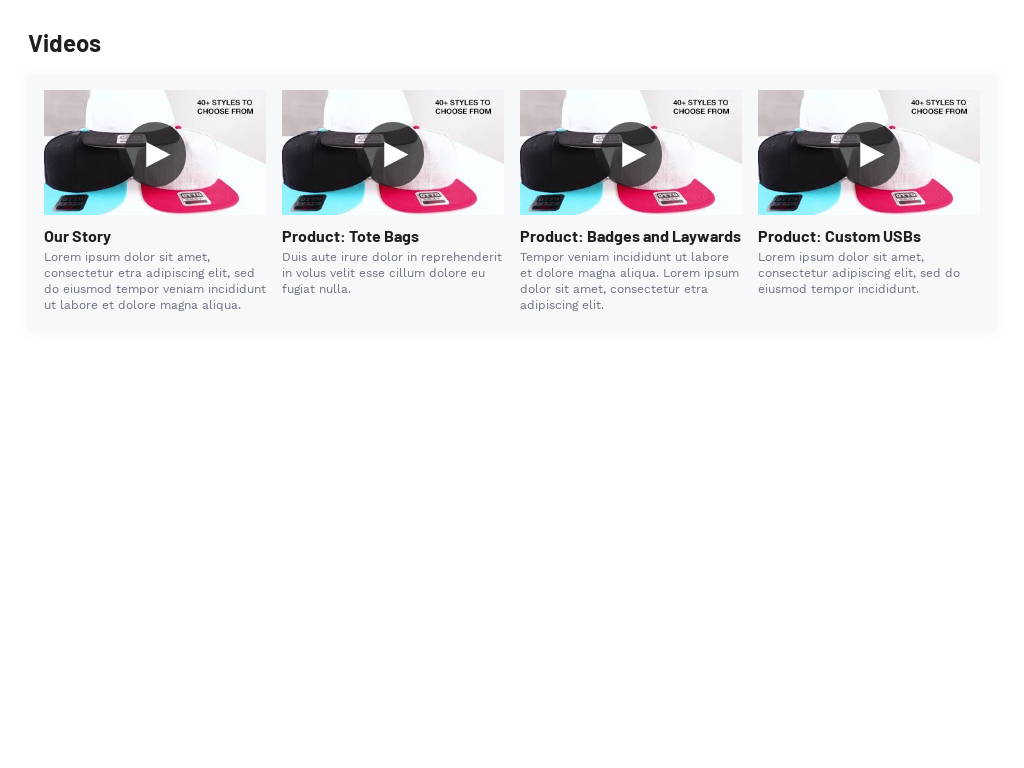 Videos
40+ STYLES TO
CHOOSE FROM
Our Story
Lorem ipsum dolor sit amet,
consectetur etra adipiscing elit, sed
do eiusmod tempor veniam incididunt
ut labore et dolore magna aliqua.
40+ STYLES TO
CHOOSE FROM
Product: Tote Bags
Duis aute irure dolor in reprehenderit
in volus velit esse cillum dolore eu
fugiat nulla.
40+ STYLES TO
CHOOSE FROM
Product: Badges and Laywards
Tempor veniam incididunt ut labore
et dolore magna aliqua. Lorem ipsum
dolor sit amet, consectetur etra
adipiscing elit.
40+ STYLES TO
CHOOSE FROM
Product: Custom USBs
Lorem ipsum dolor sit amet,
consectetur adipiscing elit, sed do
eiusmod tempor incididunt.